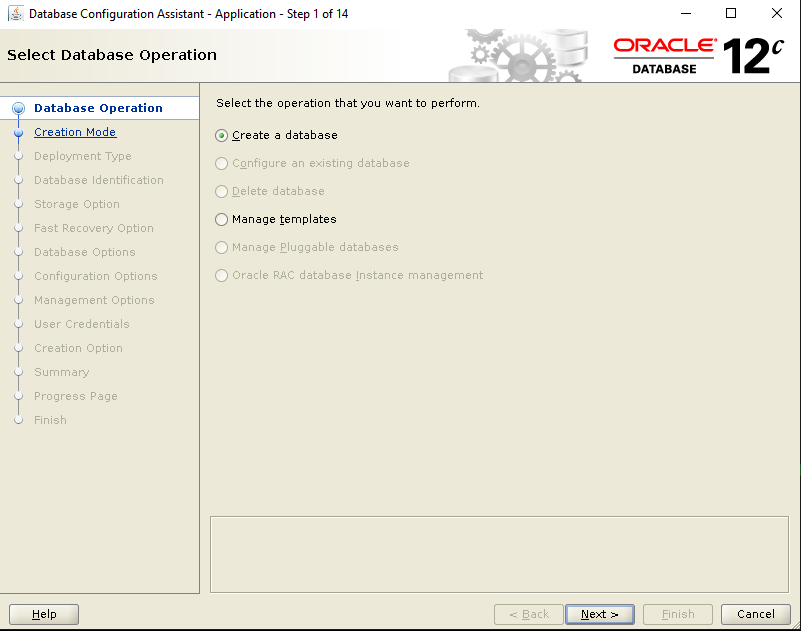 Database Configuration Assistant - Application - Step 1 of 14
Select Database Operation
ORACLE®
DATABASE
12c
Database Operation
Creation Mode
Deployment Type
Database Identification
Storage Option
Fast Recovery Option
Database Options
Configuration Options
Management Options
User Credentials
Creation Option
Summary
Progress Page
Finish
Select the operation that you want to perform.
Create a database
Configure an existing database
Delete database
Manage templates
Manage Pluggable databases
Oracle RAC database Instance management
Help
< Back
Next >
Finish
Cancel